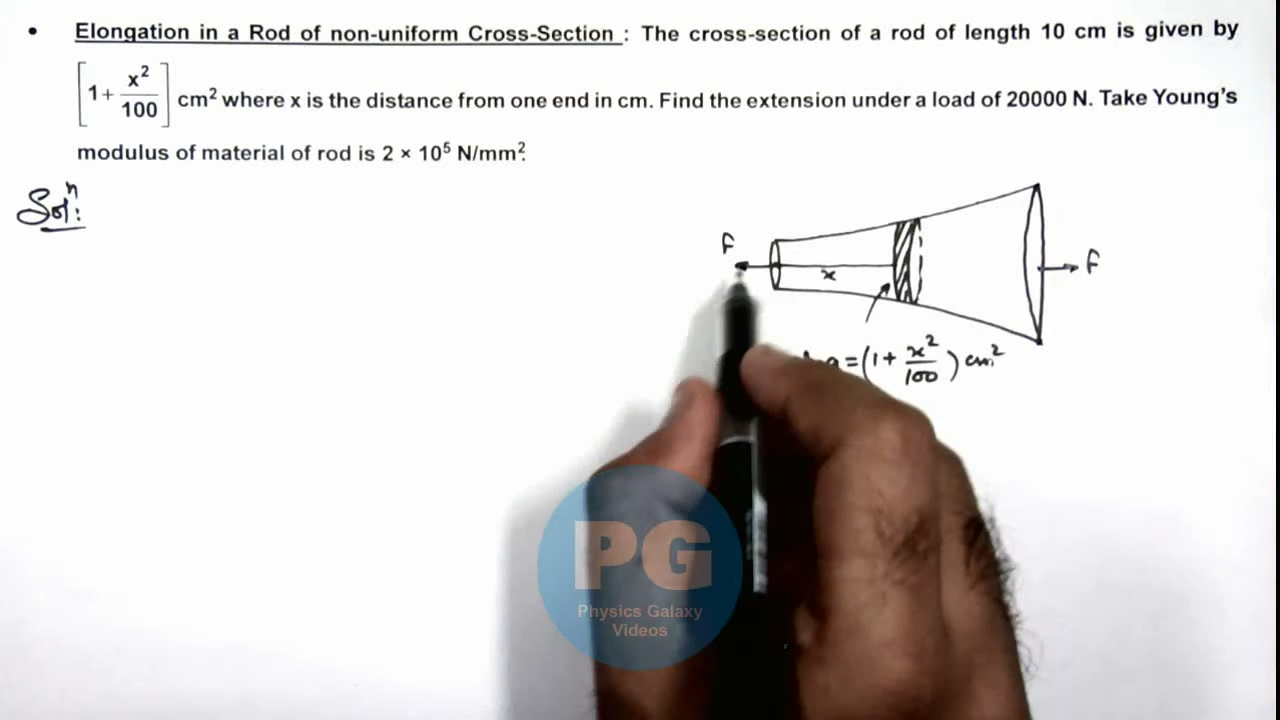 • Elongation in a Rod of non-uniform Cross-Section : The cross-section of a rod of length 10 cm is given by
[1 + x²/100] cm² where x is the distance from one end in cm. Find the extension under a load of 20000 N. Take Young's
modulus of material of rod is 2 × 10⁵ N/mm².
Solⁿ:
F
x
F
= (1 + x²/100) cm²
PG
Physics Galaxy
Videos